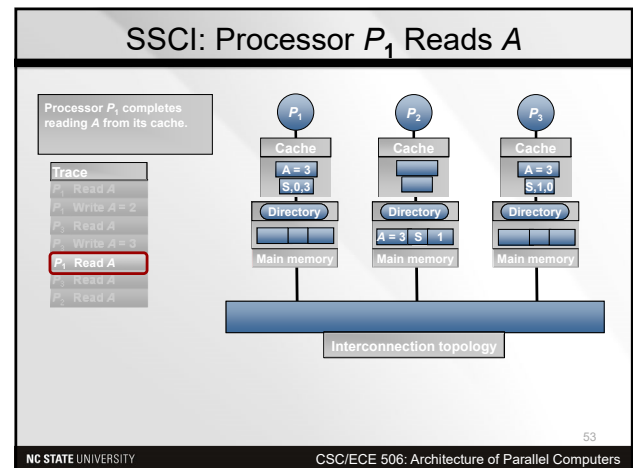 SSCI: Processor P₁ Reads A
Processor P₁ completes
reading A from its cache.
Trace
P₁ Read A
P₁ Write A = 2
P₃ Read A
Write A = 3
P₁ Read A
Read A
P₂ Read A
P₁
P₂
P₃
Cache
Cache
Cache
A = 3
A = 3
S,0,3
S,1,0
Directory
Directory
Directory
A = 3 S 1
Main memory
Main memory
Main memory
Interconnection topology
53
NC STATE UNIVERSITY
CSC/ECE 506: Architecture of Parallel Computers